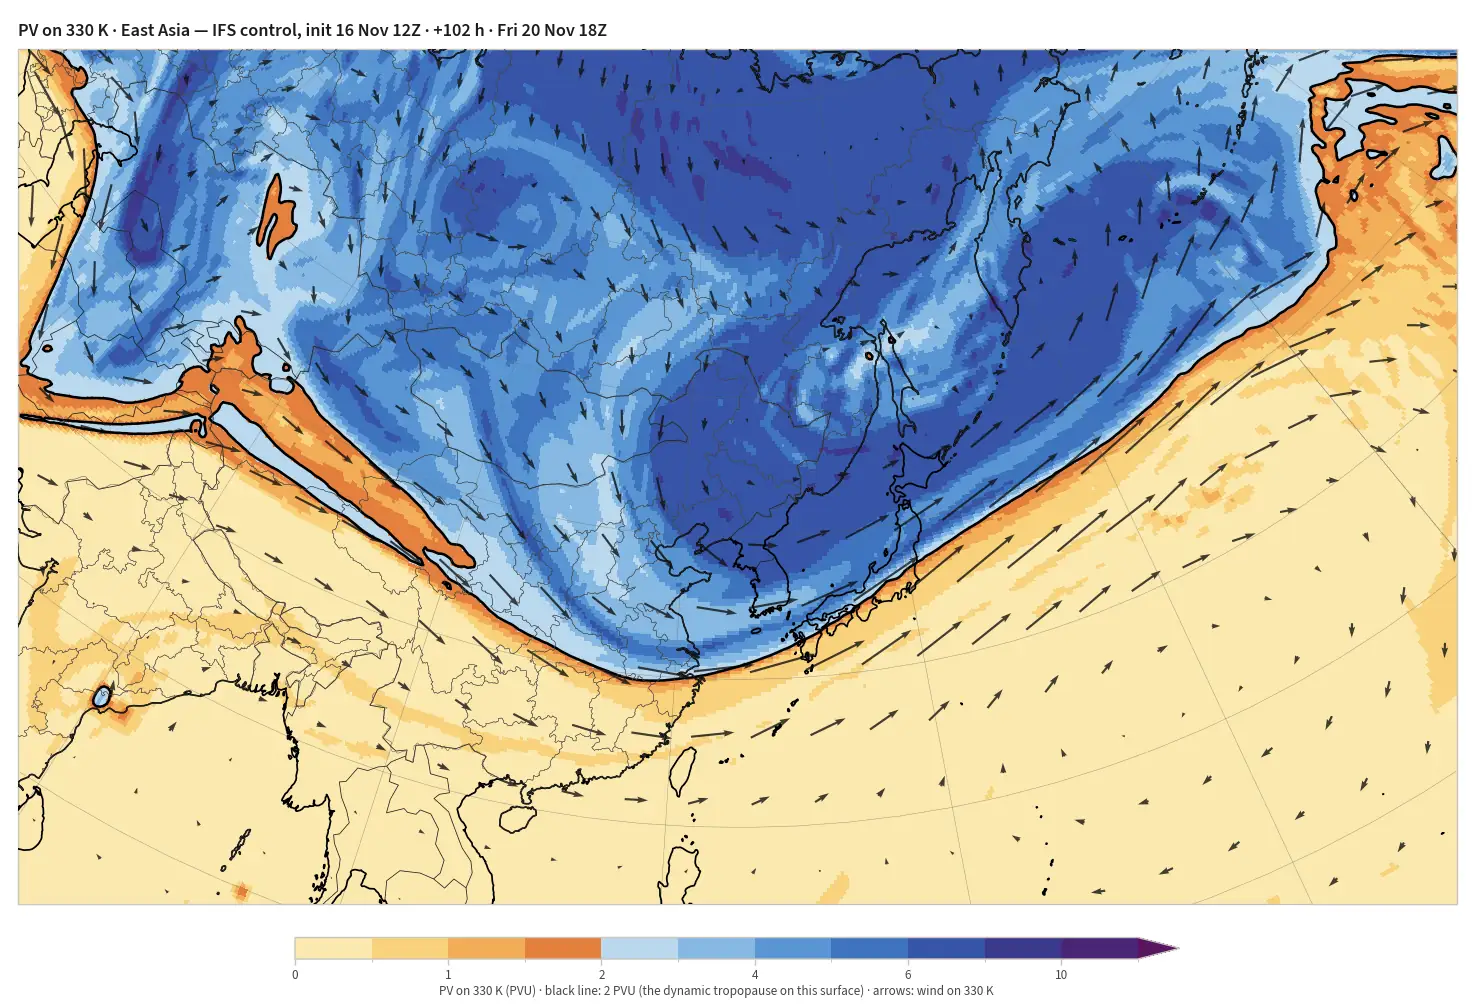 PV on 330 K · East Asia — IFS control, init 16 Nov 12Z · +102 h · Fri 20 Nov 18Z
0 1 2 4 6 10
PV on 330 K (PVU) · black line: 2 PVU (the dynamic tropopause on this surface) · arrows: wind on 330 K